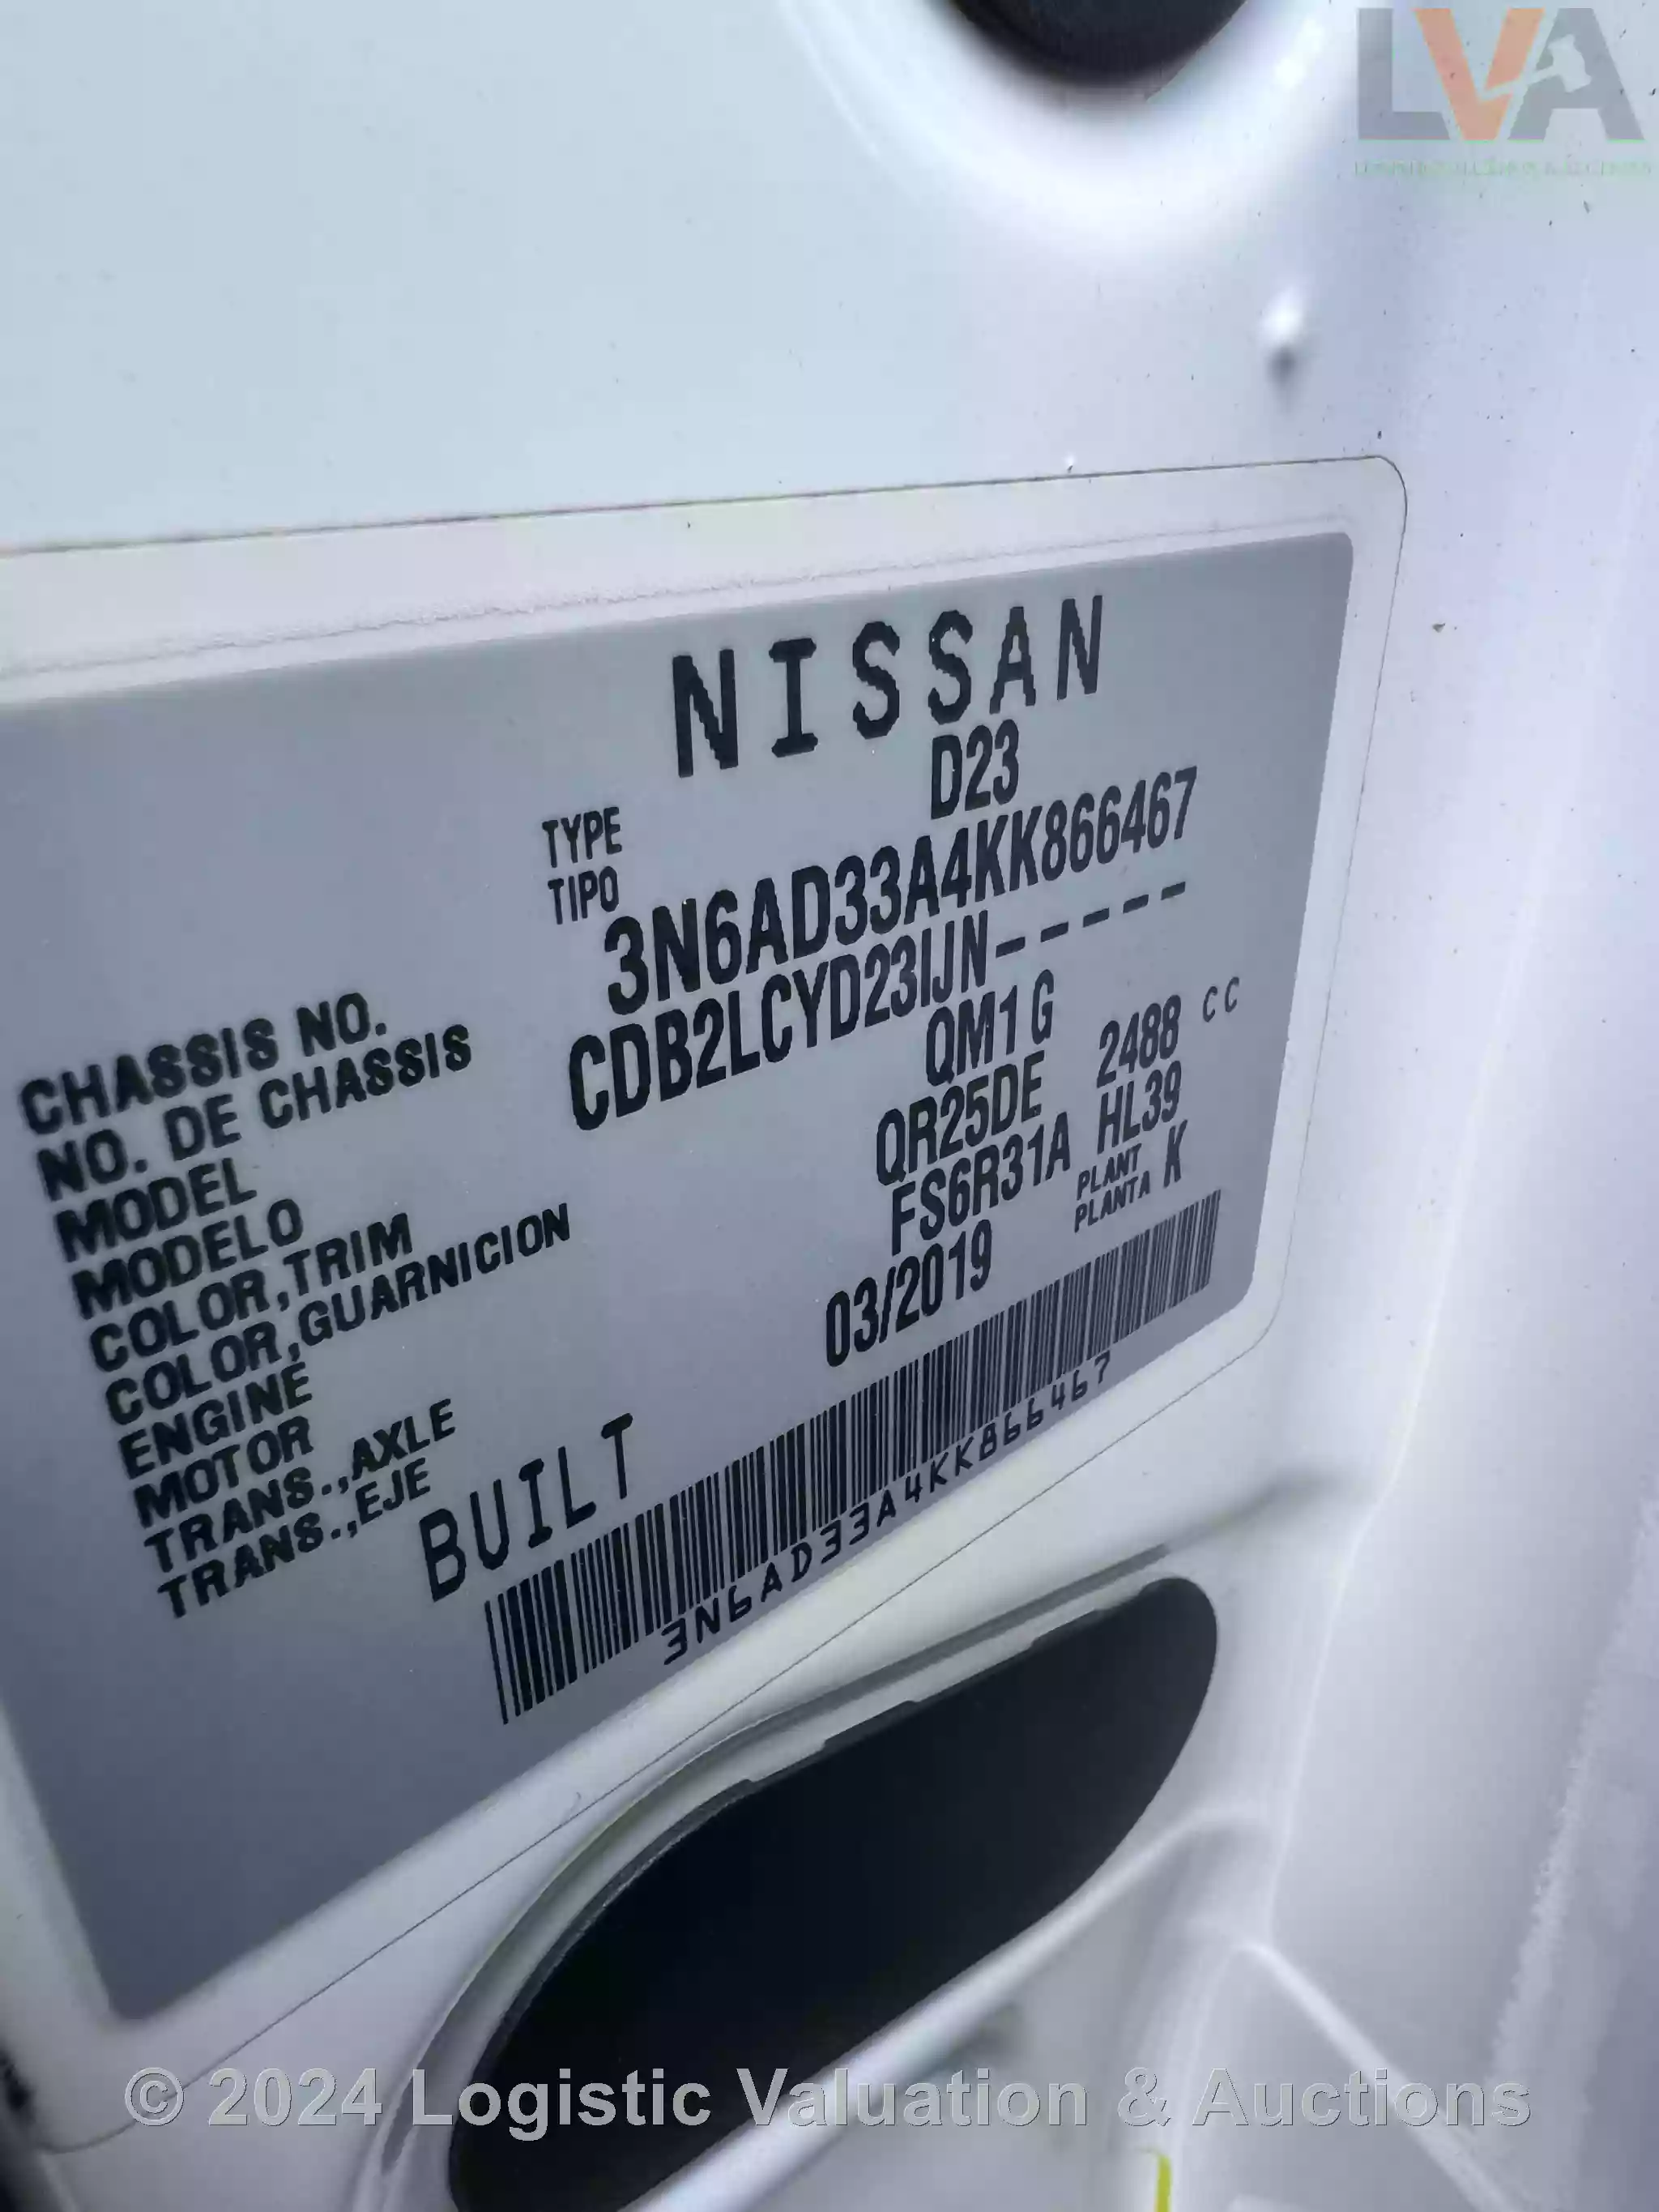 LVA
NISSAN
TYPE
TIPO
D23
CHASSIS NO.
NO. DE CHASSIS
3N6AD33A4KK866467
MODEL
MODELO
CDB2LCYD23IJN-----
COLOR,TRIM
COLOR,GUARNICION
QM1 G
ENGINE
MOTOR
QR25DE 2488 CC
TRANS.,AXLE
TRANS.,EJE
FS6R31A HL39
BUILT 03/2019
PLANT
PLANTA
K
3N6AD33A4KK866467
© 2024 Logistic Valuation & Auctions